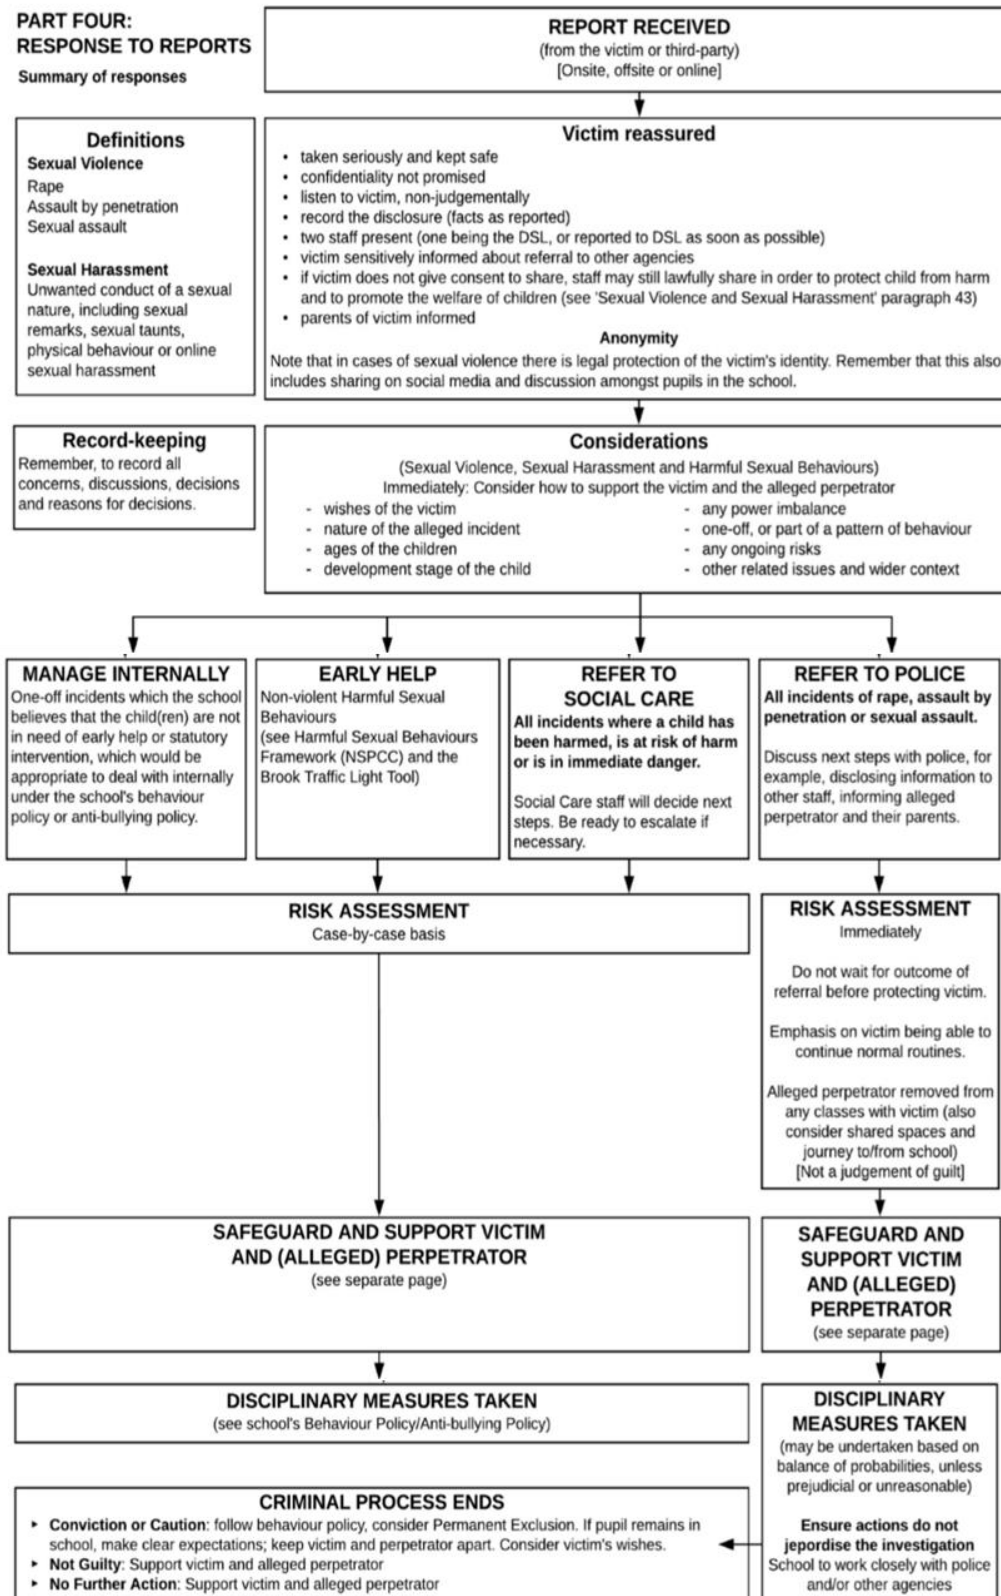 PART FOUR:
RESPONSE TO REPORTS
Summary of responses
REPORT RECEIVED
(from the victim or third-party)
[Onsite, offsite or online]
Definitions
Sexual Violence
Rape
Assault by penetration
Sexual assault
Sexual Harassment
Unwanted conduct of a sexual
nature, including sexual
remarks, sexual taunts,
physical behaviour or online
sexual harassment
Victim reassured
• taken seriously and kept safe
• confidentiality not promised
• listen to victim, non-judgementally
• record the disclosure (facts as reported)
• two staff present (one being the DSL, or reported to DSL as soon as possible)
• victim sensitively informed about referral to other agencies
• if victim does not give consent to share, staff may still lawfully share in order to protect child from harm
and to promote the welfare of children (see 'Sexual Violence and Sexual Harassment' paragraph 43)
• parents of victim informed
Anonymity
Note that in cases of sexual violence there is legal protection of the victim's identity. Remember that this also
includes sharing on social media and discussion amongst pupils in the school.
Record-keeping
Remember, to record all
concerns, discussions, decisions
and reasons for decisions.
Considerations
(Sexual Violence, Sexual Harassment and Harmful Sexual Behaviours)
Immediately: Consider how to support the victim and the alleged perpetrator
- wishes of the victim
- nature of the alleged incident
- ages of the children
- development stage of the child
- any power imbalance
- one-off, or part of a pattern of behaviour
- any ongoing risks
- other related issues and wider context
MANAGE INTERNALLY
One-off incidents which the school
believes that the child(ren) are not
in need of early help or statutory
intervention, which would be
appropriate to deal with internally
under the school's behaviour
policy or anti-bullying policy.
EARLY HELP
Non-violent Harmful Sexual
Behaviours
(see Harmful Sexual Behaviours
Framework (NSPCC) and the
Brook Traffic Light Tool)
REFER TO
SOCIAL CARE
All incidents where a child has
been harmed, is at risk of harm
or is in immediate danger.
Social Care staff will decide next
steps. Be ready to escalate if
necessary.
REFER TO POLICE
All incidents of rape, assault by
penetration or sexual assault.
Discuss next steps with police, for
example, disclosing information to
other staff, informing alleged
perpetrator and their parents.
RISK ASSESSMENT
Case-by-case basis
RISK ASSESSMENT
Immediately
Do not wait for outcome of
referral before protecting victim.
Emphasis on victim being able to
continue normal routines.
Alleged perpetrator removed from
any classes with victim (also
consider shared spaces and
journey to/from school)
[Not a judgement of guilt]
SAFEGUARD AND SUPPORT VICTIM
AND (ALLEGED) PERPETRATOR
(see separate page)
SAFEGUARD AND
SUPPORT VICTIM
AND (ALLEGED)
PERPETRATOR
(see separate page)
DISCIPLINARY MEASURES TAKEN
(see school's Behaviour Policy/Anti-bullying Policy)
DISCIPLINARY
MEASURES TAKEN
(may be undertaken based on
balance of probabilities, unless
prejudicial or unreasonable)
Ensure actions do not
jepordise the investigation
School to work closely with police
and/or other agencies
CRIMINAL PROCESS ENDS
‣ Conviction or Caution: follow behaviour policy, consider Permanent Exclusion. If pupil remains in
school, make clear expectations; keep victim and perpetrator apart. Consider victim's wishes.
‣ Not Guilty: Support victim and alleged perpetrator
‣ No Further Action: Support victim and alleged perpetrator